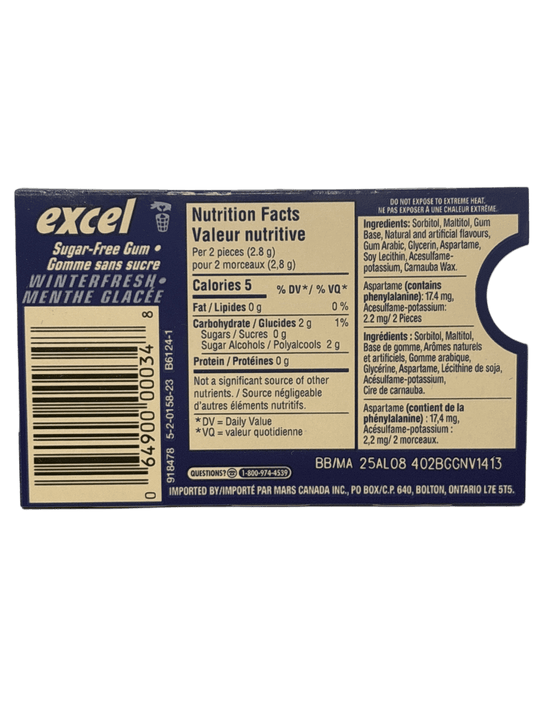 excel
Sugar-Free Gum •
Gomme sans sucre
WINTERFRESH •
MENTHE GLACÉE
0 64900 00034 8
918478 5-2-0158-23 B6124-1
Nutrition Facts
Valeur nutritive
Per 2 pieces (2.8 g)
pour 2 morceaux (2,8 g)
Calories 5 % DV*/ % VQ*
Fat / Lipides 0 g 0 %
Carbohydrate / Glucides 2 g 1%
Sugars / Sucres 0 g
Sugar Alcohols / Polyalcools 2 g
Protein / Protéines 0 g
Not a significant source of other
nutrients. / Source négligeable
d'autres éléments nutritifs.
*DV = Daily Value
*VQ = valeur quotidienne
QUESTIONS? 1-800-974-4539
DO NOT EXPOSE TO EXTREME HEAT.
NE PAS EXPOSER À UNE CHALEUR EXTRÊME.
Ingredients: Sorbitol, Maltitol, Gum
Base, Natural and artificial flavours,
Gum Arabic, Glycerin, Aspartame,
Soy Lecithin, Acesulfame-
potassium, Carnauba Wax.
Aspartame (contains
phenylalanine): 17.4 mg,
Acesulfame-potassium:
2.2 mg/ 2 Pieces
Ingrédients : Sorbitol, Maltitol,
Base de gomme, Arômes naturels
et artificiels, Gomme arabique,
Glycérine, Aspartame, Lécithine de soja,
Acésulfame-potassium,
Cire de carnauba.
Aspartame (contient de la
phénylalanine) : 17,4 mg,
Acésulfame-potassium :
2,2 mg/ 2 morceaux.
BB/MA 25AL08 402BGGNV1413
IMPORTED BY/IMPORTÉ PAR MARS CANADA INC., PO BOX/C.P. 640, BOLTON, ONTARIO L7E 5T5.